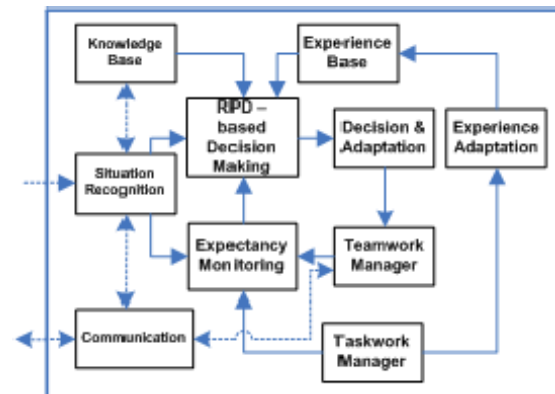 Knowledge
Base
Experience
Base
RPD –
based
Decision
Making
Decision &
Adaptation
Experience
Adaptation
Situation
Recognition
Expectancy
Monitoring
Teamwork
Manager
Communication
Taskwork
Manager